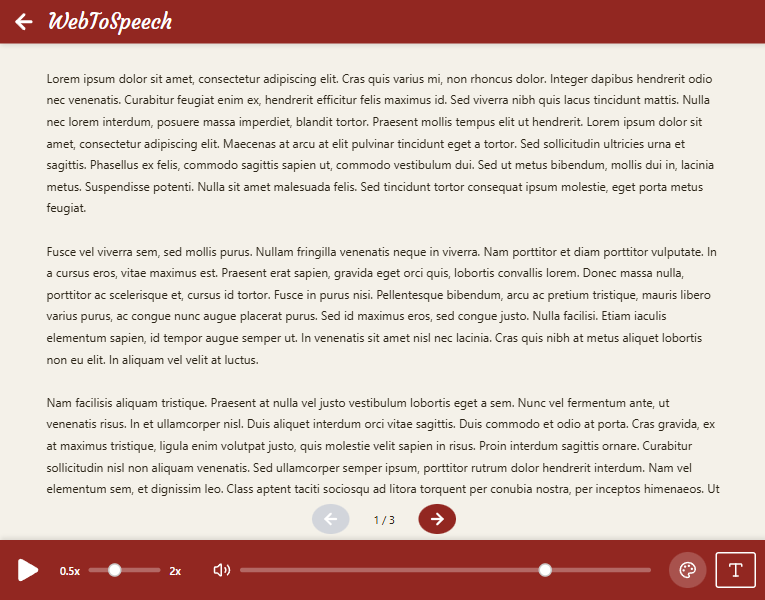 WebToSpeech
Lorem ipsum dolor sit amet, consectetur adipiscing elit. Cras quis varius mi, non rhoncus dolor. Integer dapibus hendrerit odio
nec venenatis. Curabitur feugiat enim ex, hendrerit efficitur felis maximus id. Sed viverra nibh quis lacus tincidunt mattis. Nulla
nec lorem interdum, posuere massa imperdiet, blandit tortor. Praesent mollis tempus elit ut hendrerit. Lorem ipsum dolor sit
amet, consectetur adipiscing elit. Maecenas at arcu at elit pulvinar tincidunt eget a tortor. Sed sollicitudin ultricies urna et
sagittis. Phasellus ex felis, commodo sagittis sapien ut, commodo vestibulum dui. Sed ut metus bibendum, mollis dui in, lacinia
metus. Suspendisse potenti. Nulla sit amet malesuada felis. Sed tincidunt tortor consequat ipsum molestie, eget porta metus
feugiat.
Fusce vel viverra sem, sed mollis purus. Nullam fringilla venenatis neque in viverra. Nam porttitor et diam porttitor vulputate. In
a cursus eros, vitae maximus est. Praesent erat sapien, gravida eget orci quis, lobortis convallis lorem. Donec massa nulla,
porttitor ac scelerisque et, cursus id tortor. Fusce in purus nisi. Pellentesque bibendum, arcu ac pretium tristique, mauris libero
varius purus, ac congue nunc augue placerat purus. Sed id maximus eros, sed congue justo. Nulla facilisi. Etiam iaculis
elementum sapien, id tempor augue semper ut. In venenatis sit amet nisl nec lacinia. Cras quis nibh at metus aliquet lobortis
non eu elit. In aliquam vel velit at luctus.
Nam facilisis aliquam tristique. Praesent at nulla vel justo vestibulum lobortis eget a sem. Nunc vel fermentum ante, ut
venenatis risus. In et ullamcorper nisl. Duis aliquet interdum orci vitae sagittis. Duis commodo et odio at porta. Cras gravida, ex
at maximus tristique, ligula enim volutpat justo, quis molestie velit sapien in risus. Proin interdum sagittis ornare. Curabitur
sollicitudin nisl non aliquam venenatis. Sed ullamcorper semper ipsum, porttitor rutrum dolor hendrerit interdum. Nam vel
elementum sem, et dignissim leo. Class aptent taciti sociosqu ad litora torquent per conubia nostra, per inceptos himenaeos. Ut
1 / 3
0.5x 2x T